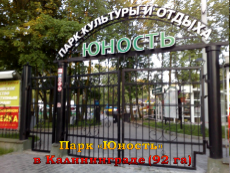 ПАРК КУЛЬТУРЫ И ОТДЫХА
ЮНОСТЬ
Парк «Юность»
в Калининграде (92 га)